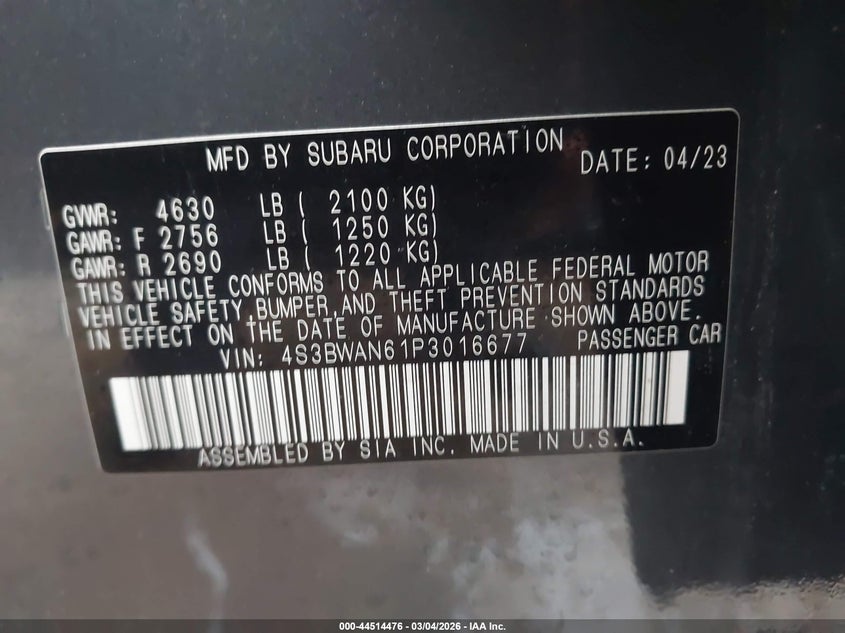 MFD BY SUBARU CORPORATION DATE: 04/23
GVWR: 4630 LB ( 2100 KG)
GAWR: F 2756 LB ( 1250 KG)
GAWR: R 2690 LB ( 1220 KG)
THIS VEHICLE CONFORMS TO ALL APPLICABLE FEDERAL MOTOR
VEHICLE SAFETY,BUMPER,AND THEFT PREVENTION STANDARDS
IN EFFECT ON THE DATE OF MANUFACTURE SHOWN ABOVE.
VIN: 4S3BWAN61P3016677 PASSENGER CAR
ASSEMBLED BY SIA INC. MADE IN U.S.A.
000-44514476 — 03/04/2026 — IAA Inc.